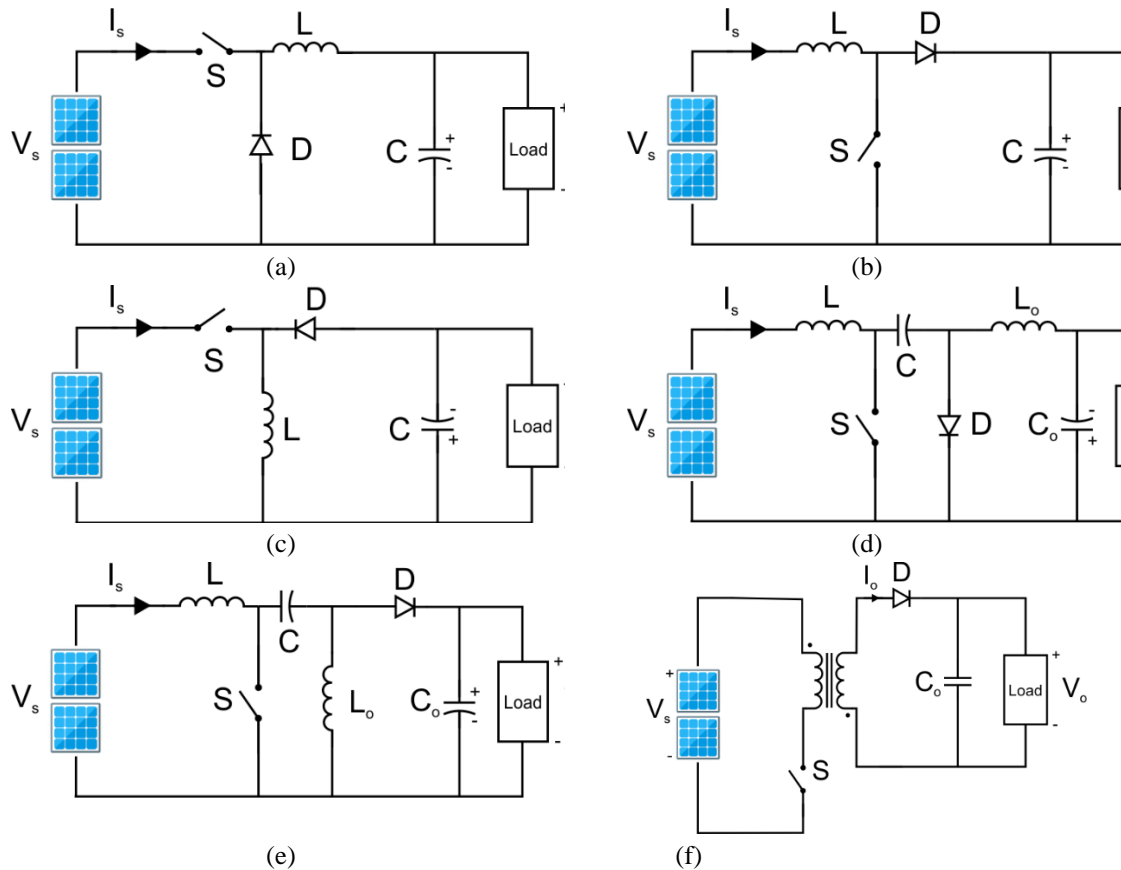 I_s S L
V_s D C + - Load + -
(a)
I_s L D
V_s S C + -
(b)
I_s S D
V_s L C - + Load
(c)
I_s L C L_o
V_s S D C_o - +
(d)
I_s L C D
V_s S L_o C_o + - Load + -
(e)
I_o D
+ V_s - S C_o Load + V_o -
(f)